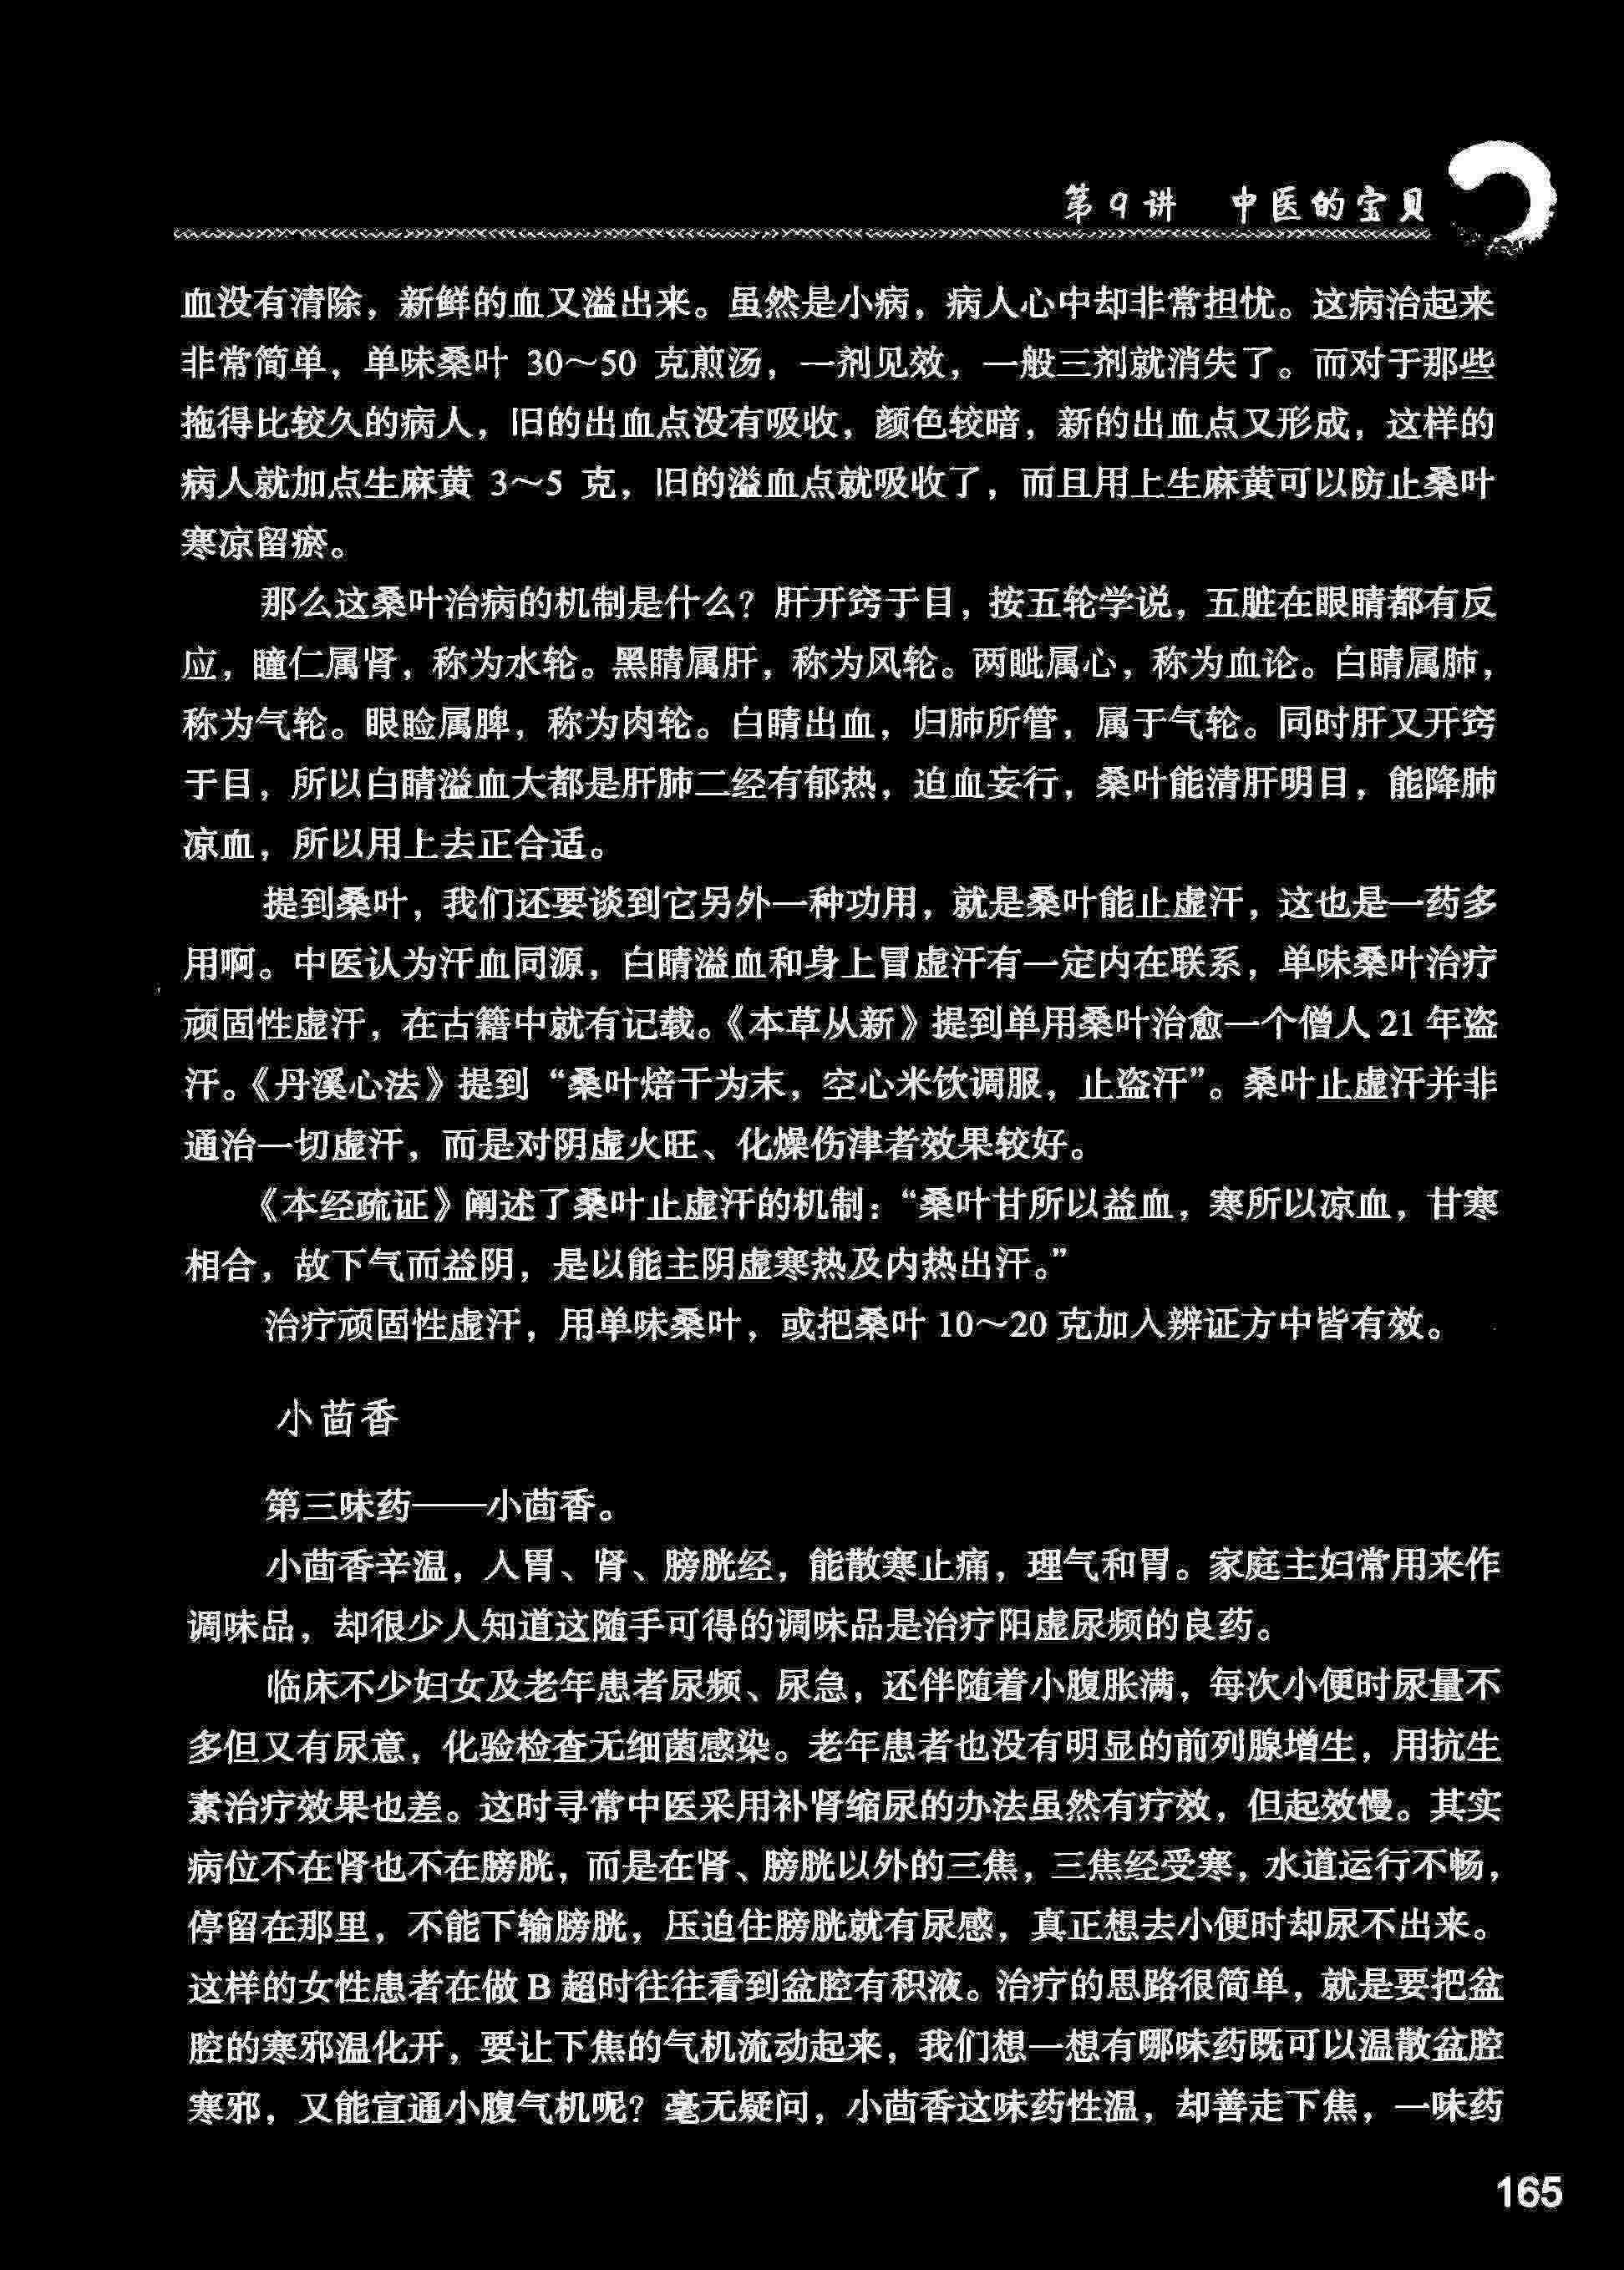 第9讲 中医的宝贝
血没有清除，新鲜的血又溢出来。虽然是小病，病人心中却非常担忧。这病治起来
非常简单，单味桑叶 30～50 克煎汤，一剂见效，一般三剂就消失了。而对于那些
拖得比较久的病人，旧的出血点没有吸收，颜色较暗，新的出血点又形成，这样的
病人就加点生麻黄 3～5 克，旧的溢血点就吸收了，而且用上生麻黄可以防止桑叶
寒凉留瘀。
那么这桑叶治病的机制是什么？肝开窍于目，按五轮学说，五脏在眼睛都有反
应，瞳仁属肾，称为水轮。黑睛属肝，称为风轮。两眦属心，称为血论。白睛属肺，
称为气轮。眼睑属脾，称为肉轮。白睛出血，归肺所管，属于气轮。同时肝又开窍
于目，所以白睛溢血大都是肝肺二经有郁热，迫血妄行，桑叶能清肝明目，能降肺
凉血，所以用上去正合适。
提到桑叶，我们还要谈到它另外一种功用，就是桑叶能止虚汗，这也是一药多
用啊。中医认为汗血同源，白睛溢血和身上冒虚汗有一定内在联系，单味桑叶治疗
顽固性虚汗，在古籍中就有记载。《本草从新》提到单用桑叶治愈一个僧人 21 年盗
汗。《丹溪心法》提到“桑叶焙干为末，空心米饮调服，止盗汗”。桑叶止虚汗并非
通治一切虚汗，而是对阴虚火旺、化燥伤津者效果较好。
《本经疏证》阐述了桑叶止虚汗的机制：“桑叶甘所以益血，寒所以凉血，甘寒
相合，故下气而益阴，是以能主阴虚寒热及内热出汗。”
治疗顽固性虚汗，用单味桑叶，或把桑叶 10～20 克加入辨证方中皆有效。
小茴香
第三味药——小茴香。
小茴香辛温，入胃、肾、膀胱经，能散寒止痛，理气和胃。家庭主妇常用来作
调味品，却很少人知道这随手可得的调味品是治疗阳虚尿频的良药。
临床不少妇女及老年患者尿频、尿急，还伴随着小腹胀满，每次小便时尿量不
多但又有尿意，化验检查无细菌感染。老年患者也没有明显的前列腺增生，用抗生
素治疗效果也差。这时寻常中医采用补肾缩尿的办法虽然有疗效，但起效慢。其实
病位不在肾也不在膀胱，而是在肾、膀胱以外的三焦，三焦经受寒，水道运行不畅，
停留在那里，不能下输膀胱，压迫住膀胱就有尿感，真正想去小便时却尿不出来。
这样的女性患者在做 B 超时往往看到盆腔有积液。治疗的思路很简单，就是要把盆
腔的寒邪温化开，要让下焦的气机流动起来，我们想一想有哪味药既可以温散盆腔
寒邪，又能宣通小腹气机呢？毫无疑问，小茴香这味药性温，却善走下焦，一味药
165